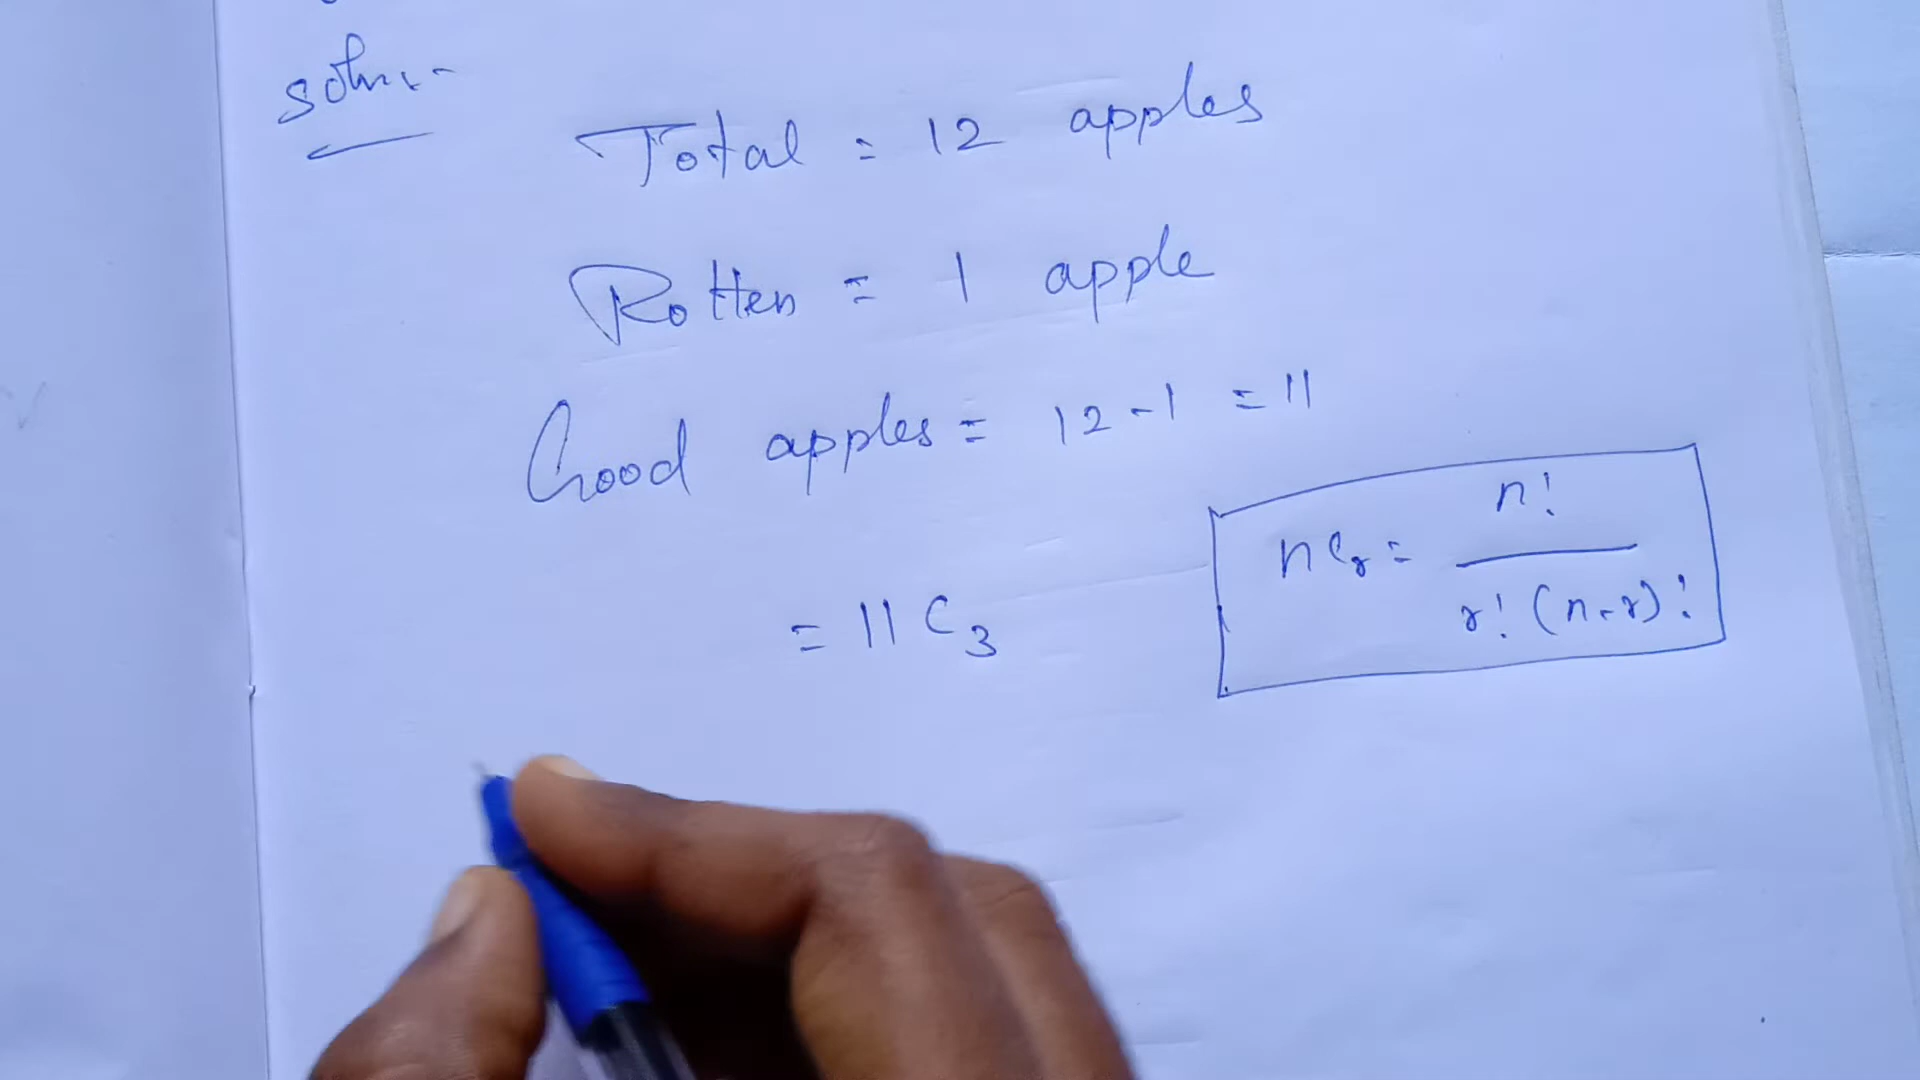 soln:-
Total = 12 apples
Rotten = 1 apple
Good apples = 12 - 1 = 11
= 11 C₃
nCr = n! / r! (n-r)!